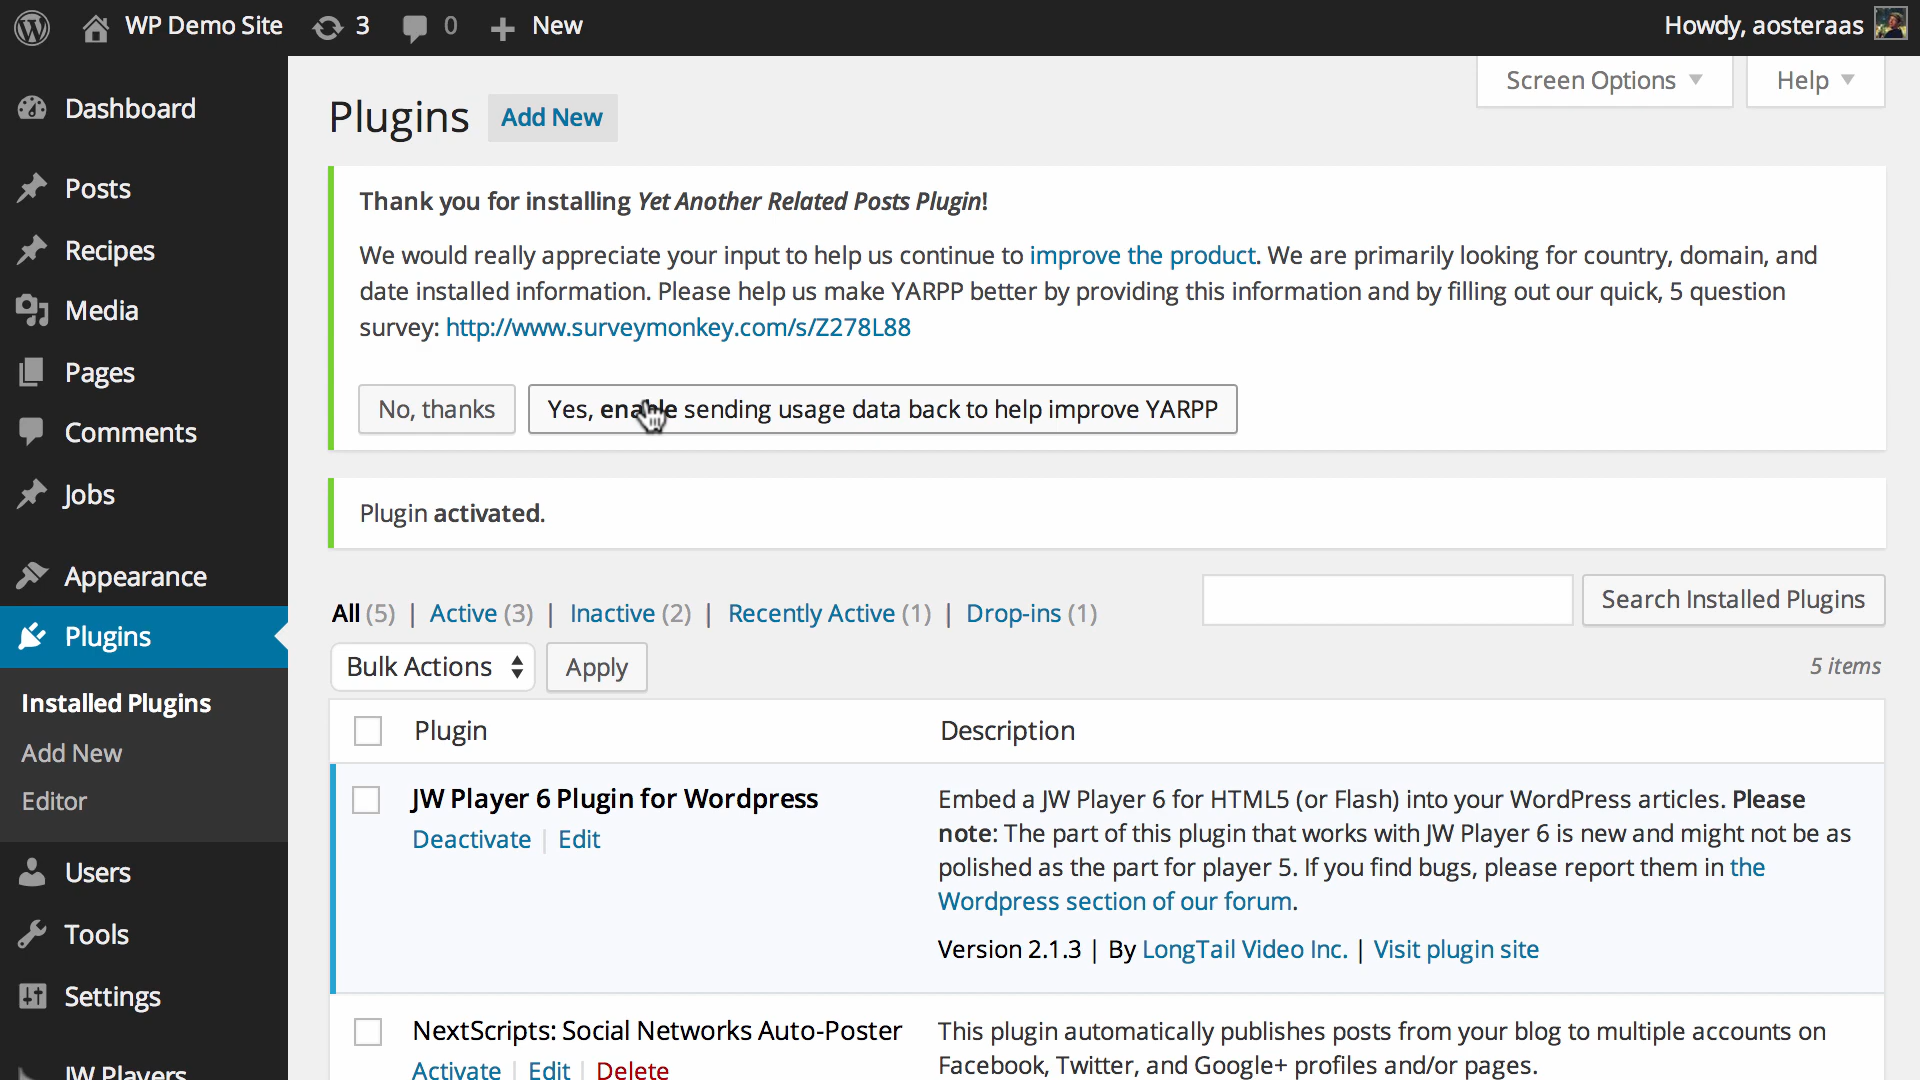 WP Demo Site 3 0 New Howdy, aosteraas
Screen Options Help
Dashboard
Posts
Recipes
Media
Pages
Comments
Jobs
Appearance
Plugins
Installed Plugins
Add New
Editor
Users
Tools
Settings
JW Players
Plugins Add New
Thank you for installing Yet Another Related Posts Plugin!
We would really appreciate your input to help us continue to improve the product. We are primarily looking for country, domain, and
date installed information. Please help us make YARPP better by providing this information and by filling out our quick, 5 question
survey: http://www.surveymonkey.com/s/Z278L88
No, thanks Yes, enable sending usage data back to help improve YARPP
Plugin activated.
All (5) | Active (3) | Inactive (2) | Recently Active (1) | Drop-ins (1)
Search Installed Plugins
Bulk Actions Apply
5 items
Plugin Description
JW Player 6 Plugin for Wordpress
Deactivate | Edit
Embed a JW Player 6 for HTML5 (or Flash) into your WordPress articles. Please
note: The part of this plugin that works with JW Player 6 is new and might not be as
polished as the part for player 5. If you find bugs, please report them in the
Wordpress section of our forum.
Version 2.1.3 | By LongTail Video Inc. | Visit plugin site
NextScripts: Social Networks Auto-Poster
Activate | Edit | Delete
This plugin automatically publishes posts from your blog to multiple accounts on
Facebook, Twitter, and Google+ profiles and/or pages.